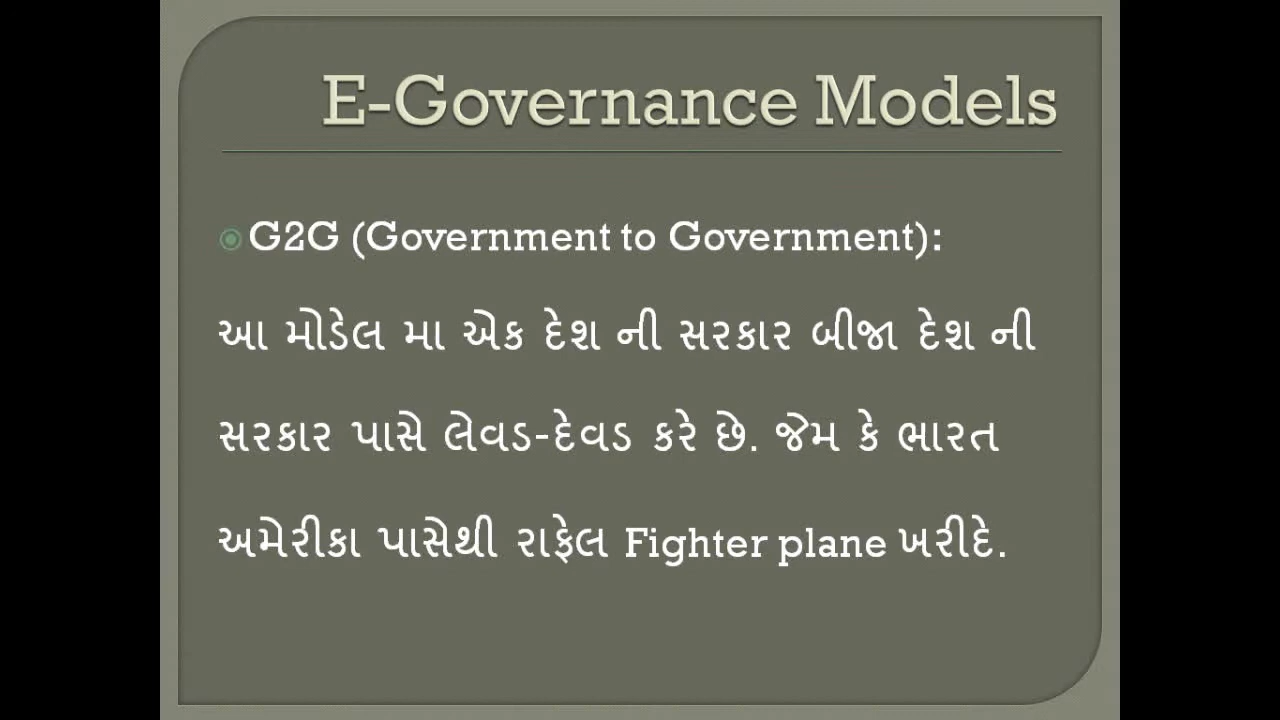 E-Governance Models
G2G (Government to Government):
આ મોડેલ મા એક દેશ ની સરકાર બીજા દેશ ની
સરકાર પાસે લેવડ-દેવડ કરે છે. જેમ કે ભારત
અમેરીકા પાસેથી રાફેલ Fighter plane ખરીદે.